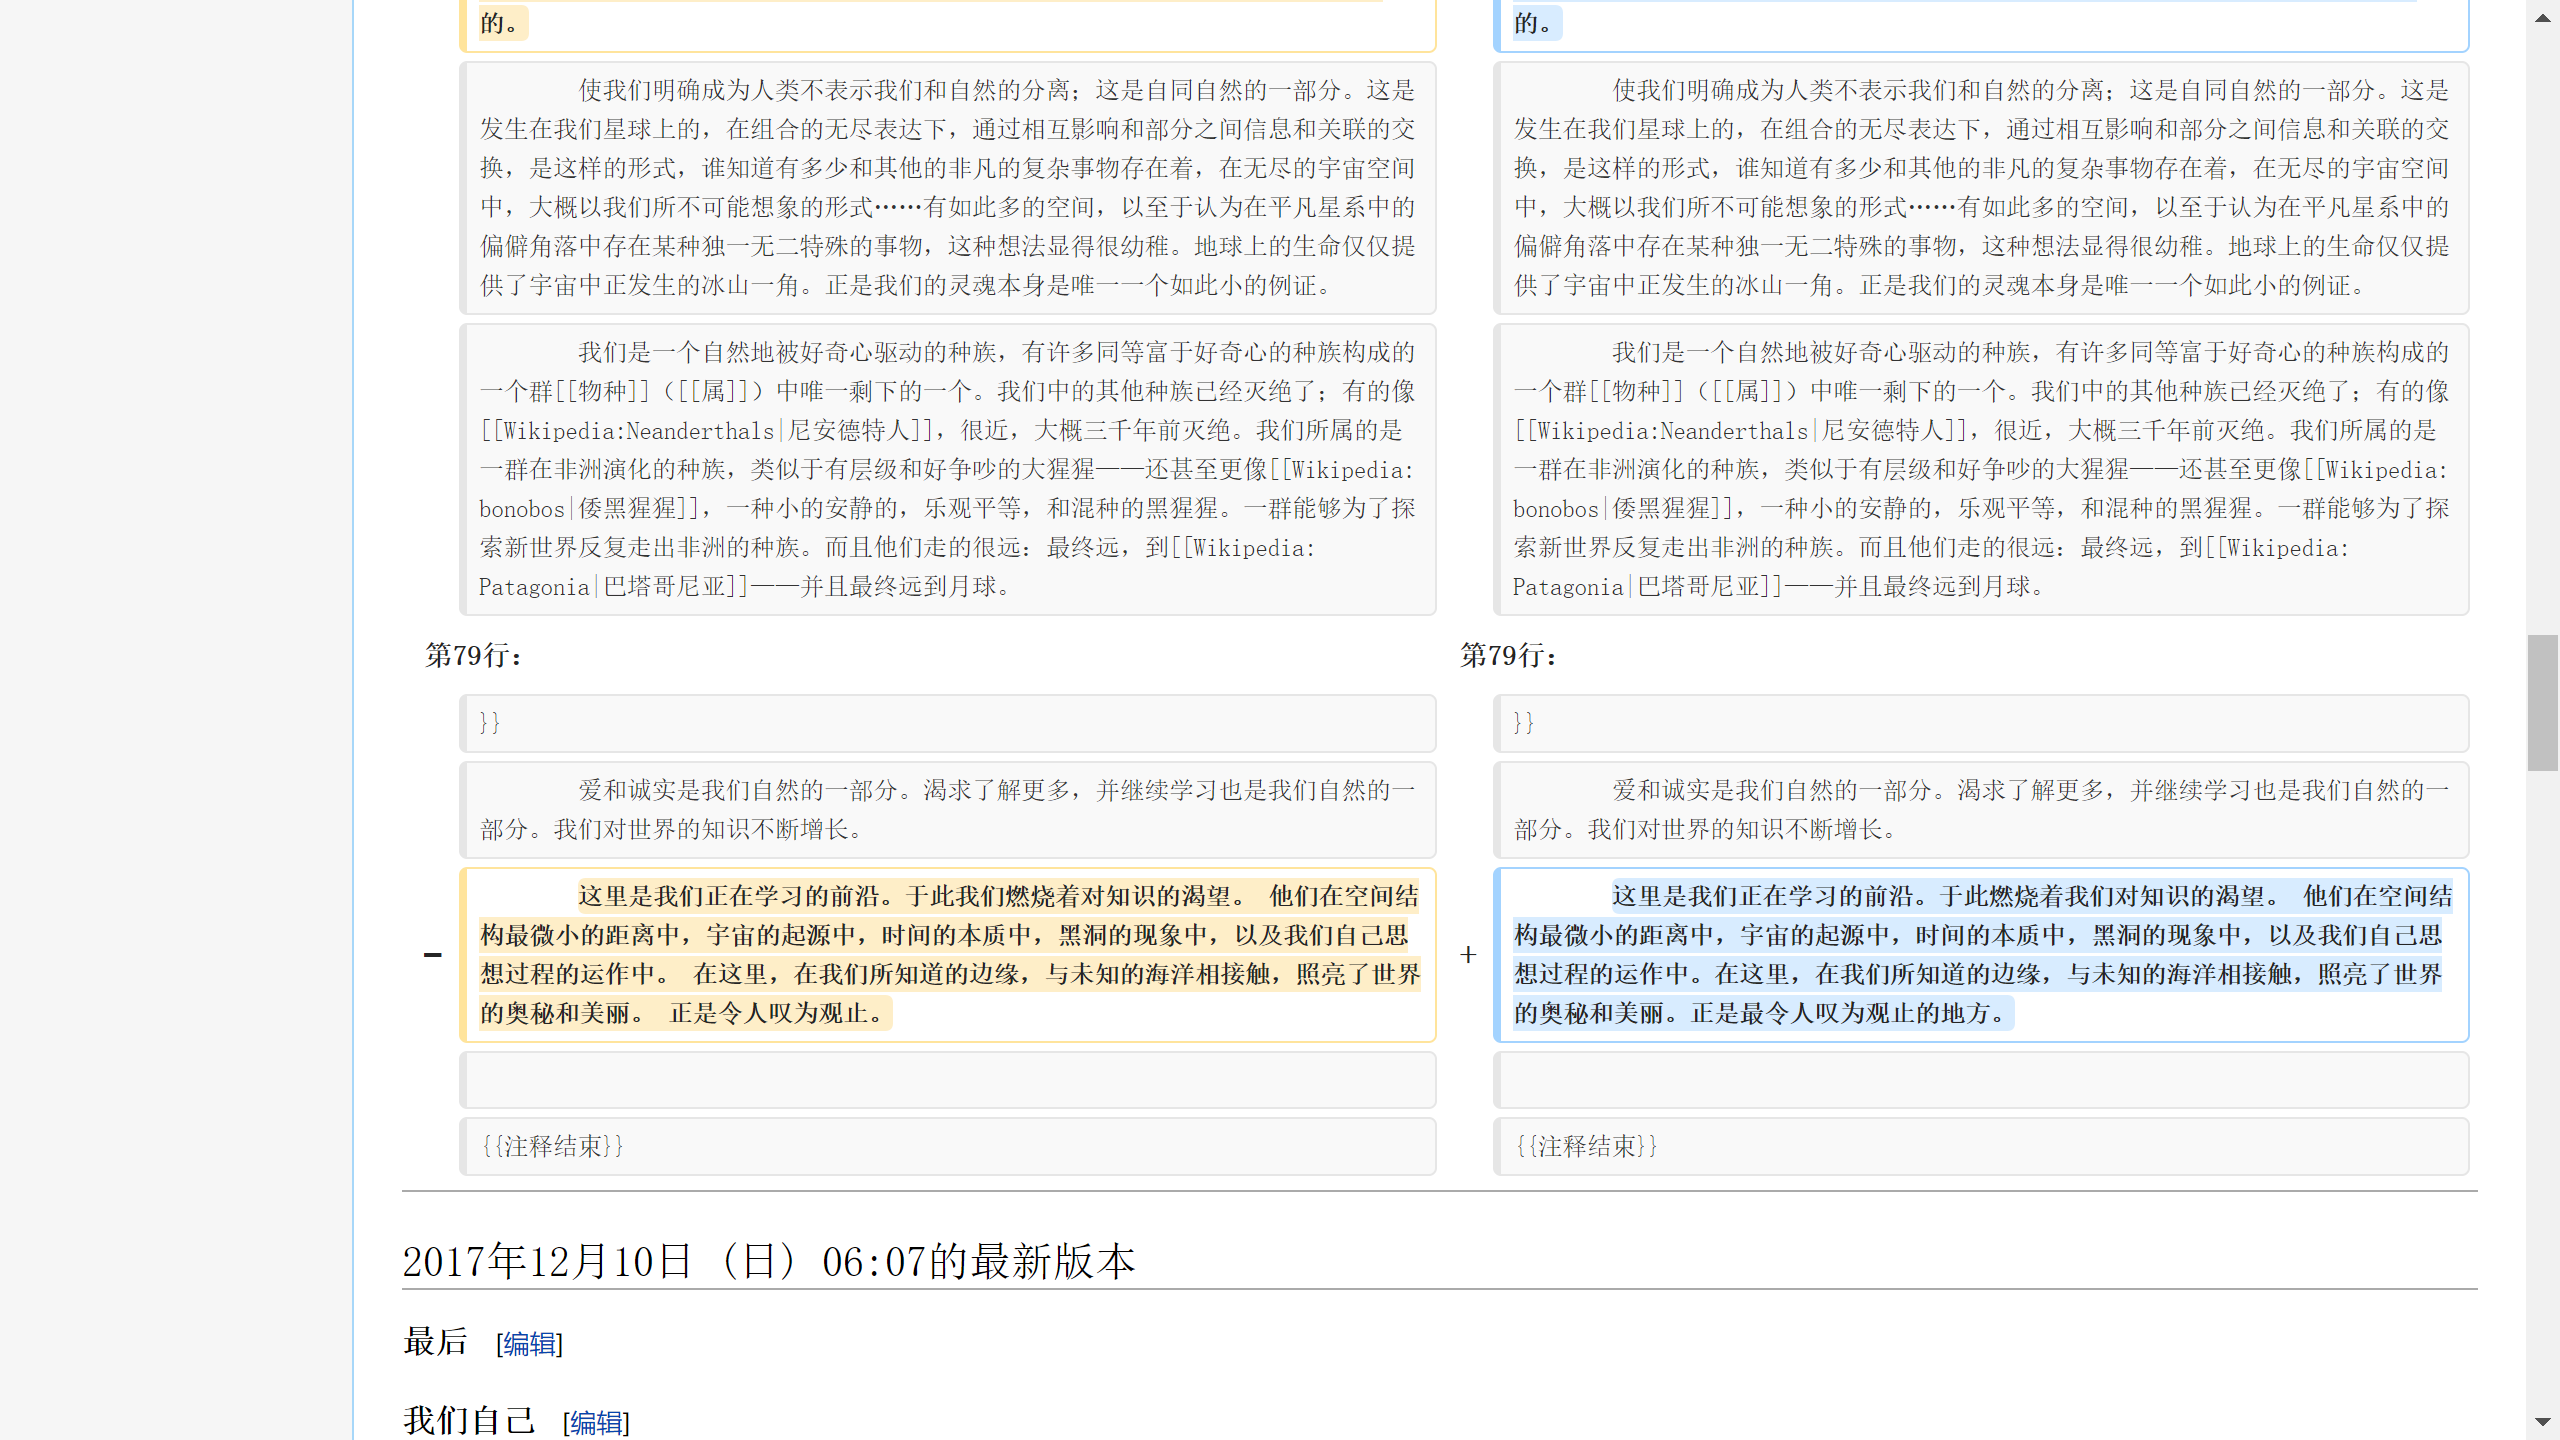 的。
使我们明确成为人类不表示我们和自然的分离；这是自同自然的一部分。这是
发生在我们星球上的，在组合的无尽表达下，通过相互影响和部分之间信息和关联的交
换，是这样的形式，谁知道有多少和其他的非凡的复杂事物存在着，在无尽的宇宙空间
中，大概以我们所不可能想象的形式……有如此多的空间，以至于认为在平凡星系中的
偏僻角落中存在某种独一无二特殊的事物，这种想法显得很幼稚。地球上的生命仅仅提
供了宇宙中正发生的冰山一角。正是我们的灵魂本身是唯一一个如此小的例证。
我们是一个自然地被好奇心驱动的种族，有许多同等富于好奇心的种族构成的
一个群[[物种]]（[[属]]）中唯一剩下的一个。我们中的其他种族已经灭绝了；有的像
[[Wikipedia:Neanderthals|尼安德特人]]，很近，大概三千年前灭绝。我们所属的是
一群在非洲演化的种族，类似于有层级和好争吵的大猩猩——还甚至更像[[Wikipedia:
bonobos|倭黑猩猩]]，一种小的安静的，乐观平等，和混种的黑猩猩。一群能够为了探
索新世界反复走出非洲的种族。而且他们走的很远：最终远，到[[Wikipedia:
Patagonia|巴塔哥尼亚]]——并且最终远到月球。
第79行：
}}
爱和诚实是我们自然的一部分。渴求了解更多，并继续学习也是我们自然的一
部分。我们对世界的知识不断增长。
− 这里是我们正在学习的前沿。于此我们燃烧着对知识的渴望。 他们在空间结
构最微小的距离中，宇宙的起源中，时间的本质中，黑洞的现象中，以及我们自己思
想过程的运作中。 在这里，在我们所知道的边缘，与未知的海洋相接触，照亮了世界
的奥秘和美丽。 正是令人叹为观止。
{{注释结束}}
的。
使我们明确成为人类不表示我们和自然的分离；这是自同自然的一部分。这是
发生在我们星球上的，在组合的无尽表达下，通过相互影响和部分之间信息和关联的交
换，是这样的形式，谁知道有多少和其他的非凡的复杂事物存在着，在无尽的宇宙空间
中，大概以我们所不可能想象的形式……有如此多的空间，以至于认为在平凡星系中的
偏僻角落中存在某种独一无二特殊的事物，这种想法显得很幼稚。地球上的生命仅仅提
供了宇宙中正发生的冰山一角。正是我们的灵魂本身是唯一一个如此小的例证。
我们是一个自然地被好奇心驱动的种族，有许多同等富于好奇心的种族构成的
一个群[[物种]]（[[属]]）中唯一剩下的一个。我们中的其他种族已经灭绝了；有的像
[[Wikipedia:Neanderthals|尼安德特人]]，很近，大概三千年前灭绝。我们所属的是
一群在非洲演化的种族，类似于有层级和好争吵的大猩猩——还甚至更像[[Wikipedia:
bonobos|倭黑猩猩]]，一种小的安静的，乐观平等，和混种的黑猩猩。一群能够为了探
索新世界反复走出非洲的种族。而且他们走的很远：最终远，到[[Wikipedia:
Patagonia|巴塔哥尼亚]]——并且最终远到月球。
第79行：
}}
爱和诚实是我们自然的一部分。渴求了解更多，并继续学习也是我们自然的一
部分。我们对世界的知识不断增长。
+ 这里是我们正在学习的前沿。于此燃烧着我们对知识的渴望。 他们在空间结
构最微小的距离中，宇宙的起源中，时间的本质中，黑洞的现象中，以及我们自己思
想过程的运作中。在这里，在我们所知道的边缘，与未知的海洋相接触，照亮了世界
的奥秘和美丽。正是最令人叹为观止的地方。
{{注释结束}}
2017年12月10日（日）06:07的最新版本
最后 [编辑]
我们自己 [编辑]